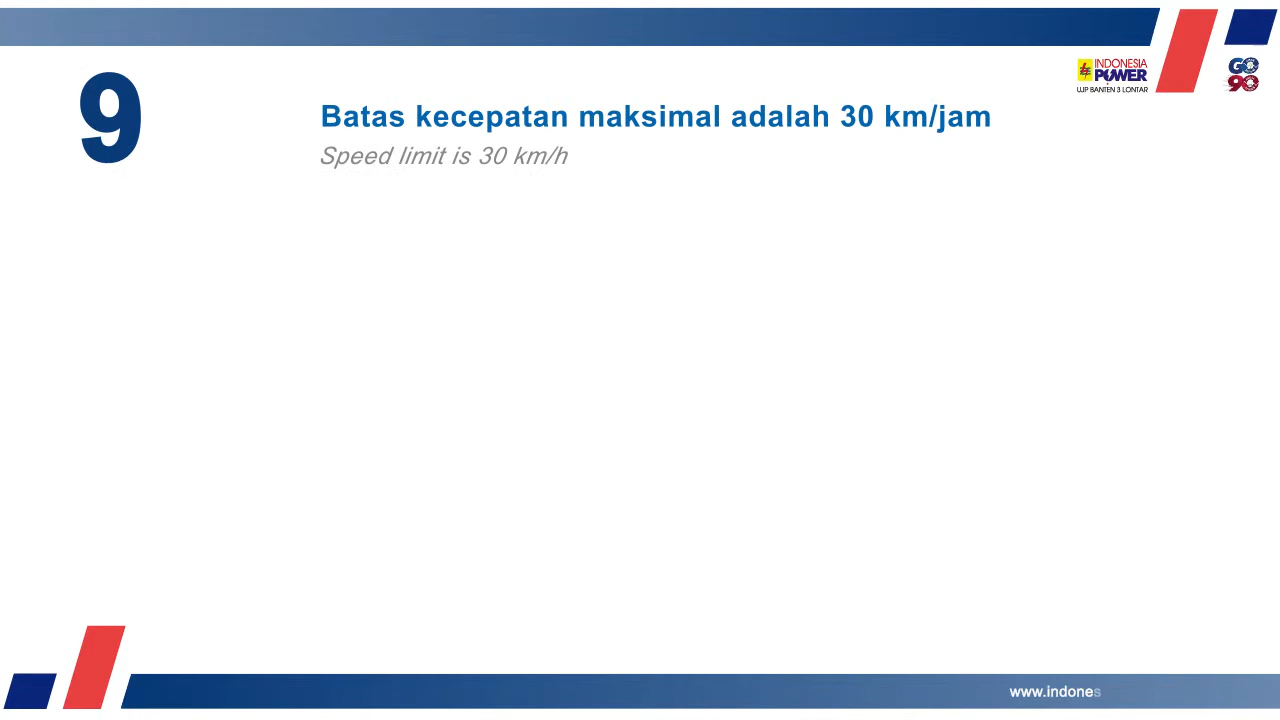 INDONESIA
POWER
UJP BANTEN 3 LONTAR
GO
90
9
Batas kecepatan maksimal adalah 30 km/jam
Speed limit is 30 km/h
www.indones